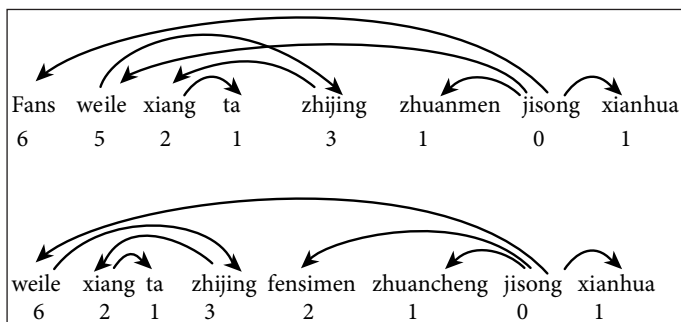 Fans weile xiang ta zhijing zhuanmen jisong xianhua
6 5 2 1 3 1 0 1
weile xiang ta zhijing fensimen zhuancheng jisong xianhua
6 2 1 3 2 1 0 1